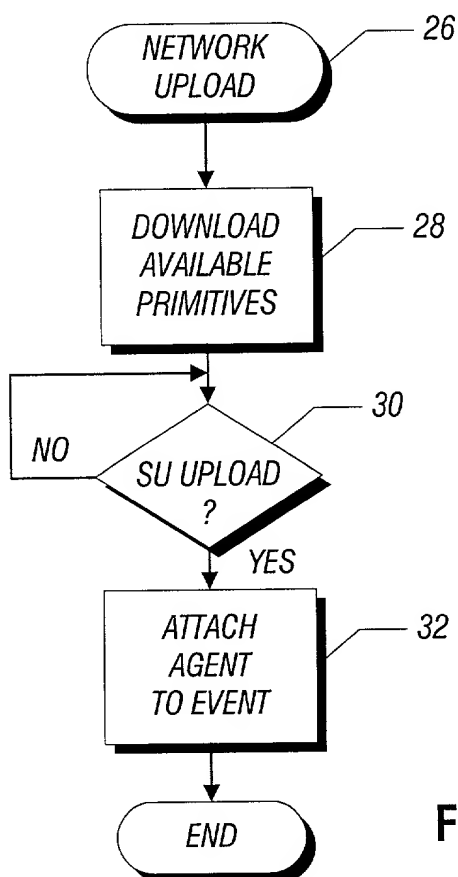 NETWORK
UPLOAD
26
DOWNLOAD
AVAILABLE
PRIMITIVES
28
SU UPLOAD
?
30
NO
YES
ATTACH
AGENT
TO EVENT
32
END
F